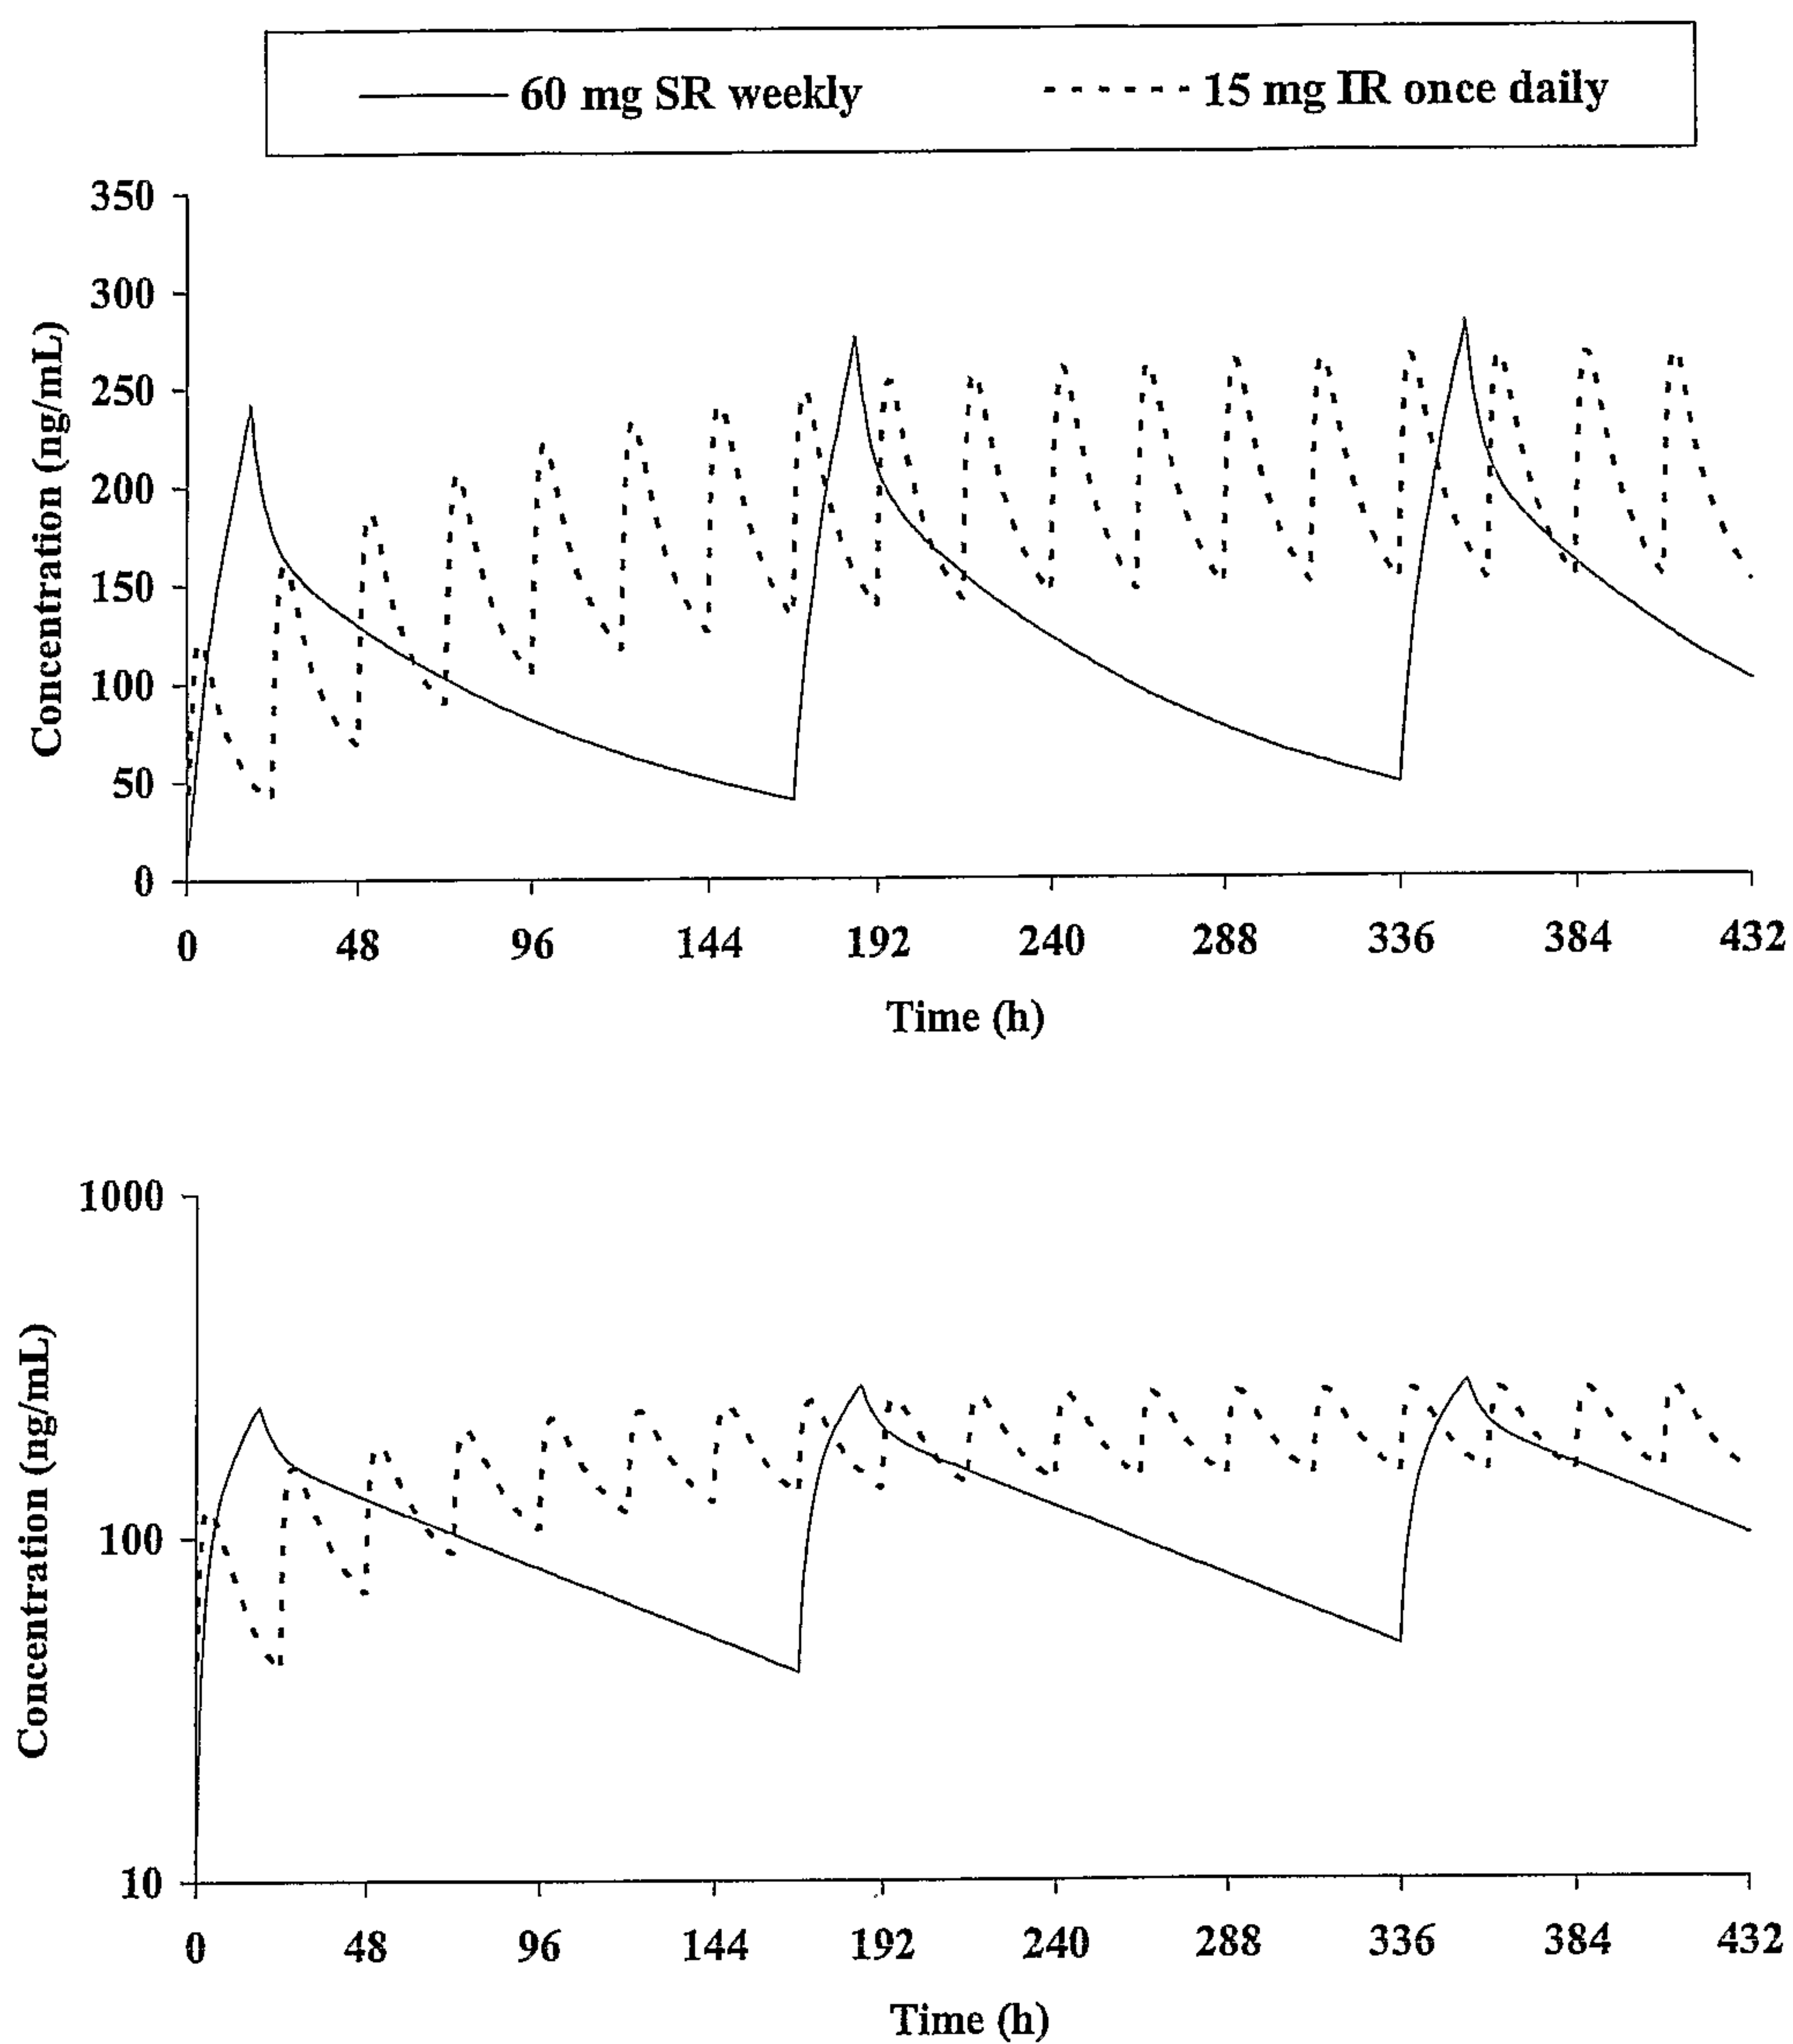 60 mg SR weekly 15 mg IR once daily
350
300
250
200
150
100
50
0
Concentration (ng/mL)
0 48 96 144 192 240 288 336 384 432
Time (h)
1000
100
10
Concentration (ng/mL)
0 48 96 144 192 240 288 336 384 432
Time (h)